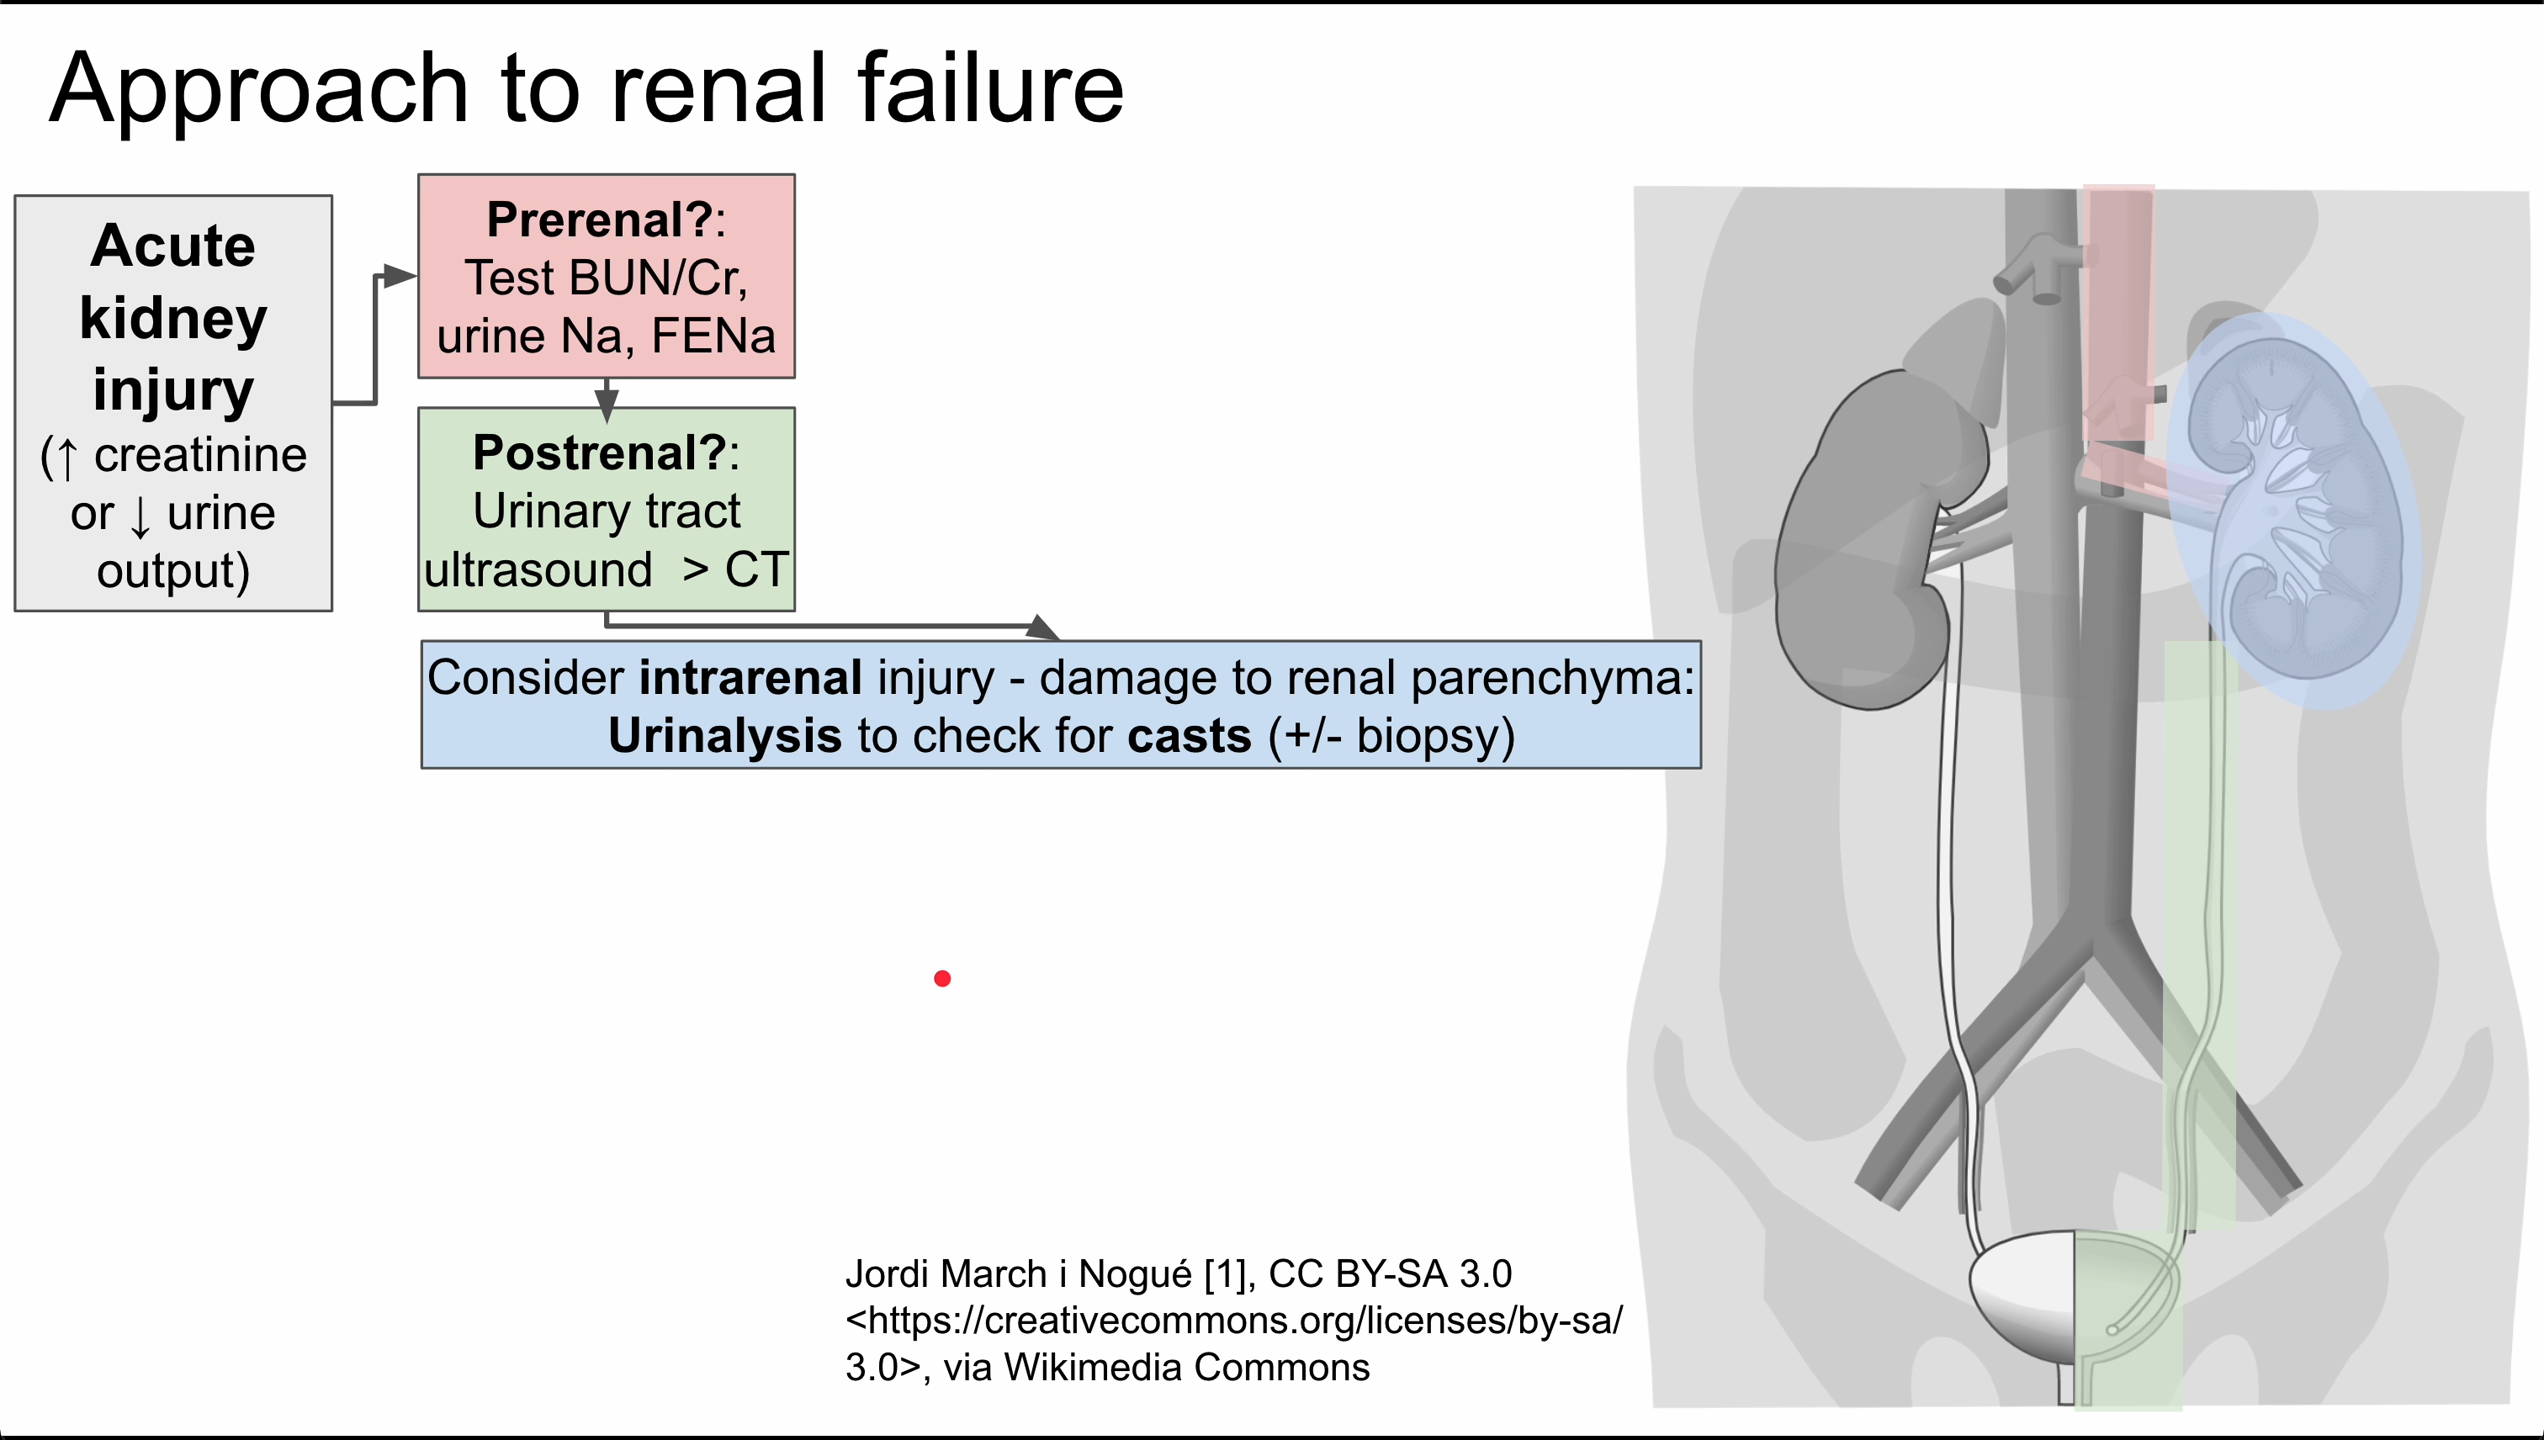 Approach to renal failure
Acute
kidney
injury
(↑ creatinine
or ↓ urine
output)
Prerenal?:
Test BUN/Cr,
urine Na, FENa
Postrenal?:
Urinary tract
ultrasound  > CT
Consider intrarenal injury - damage to renal parenchyma:
Urinalysis to check for casts (+/- biopsy)
Jordi March i Nogué [1], CC BY-SA 3.0
<https://creativecommons.org/licenses/by-sa/
3.0>, via Wikimedia Commons